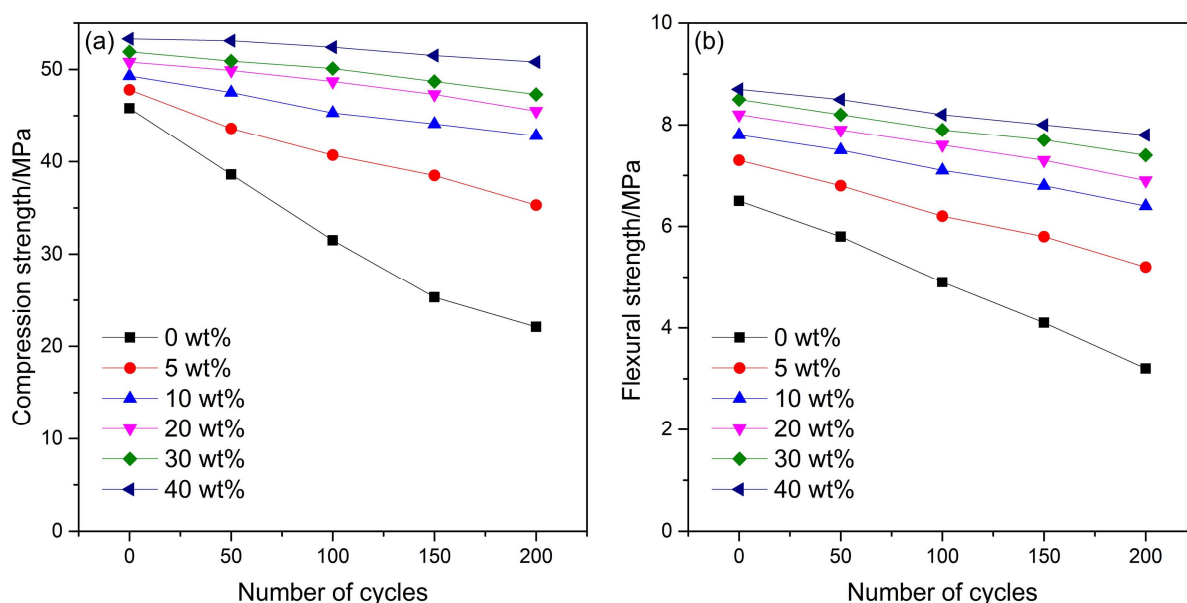 (a)
Compression strength/MPa
50
40
30
20
10
0
0 wt%
5 wt%
10 wt%
20 wt%
30 wt%
40 wt%
0 50 100 150 200
Number of cycles
(b)
Flexural strength/MPa
10
8
6
4
2
0
0 wt%
5 wt%
10 wt%
20 wt%
30 wt%
40 wt%
0 50 100 150 200
Number of cycles